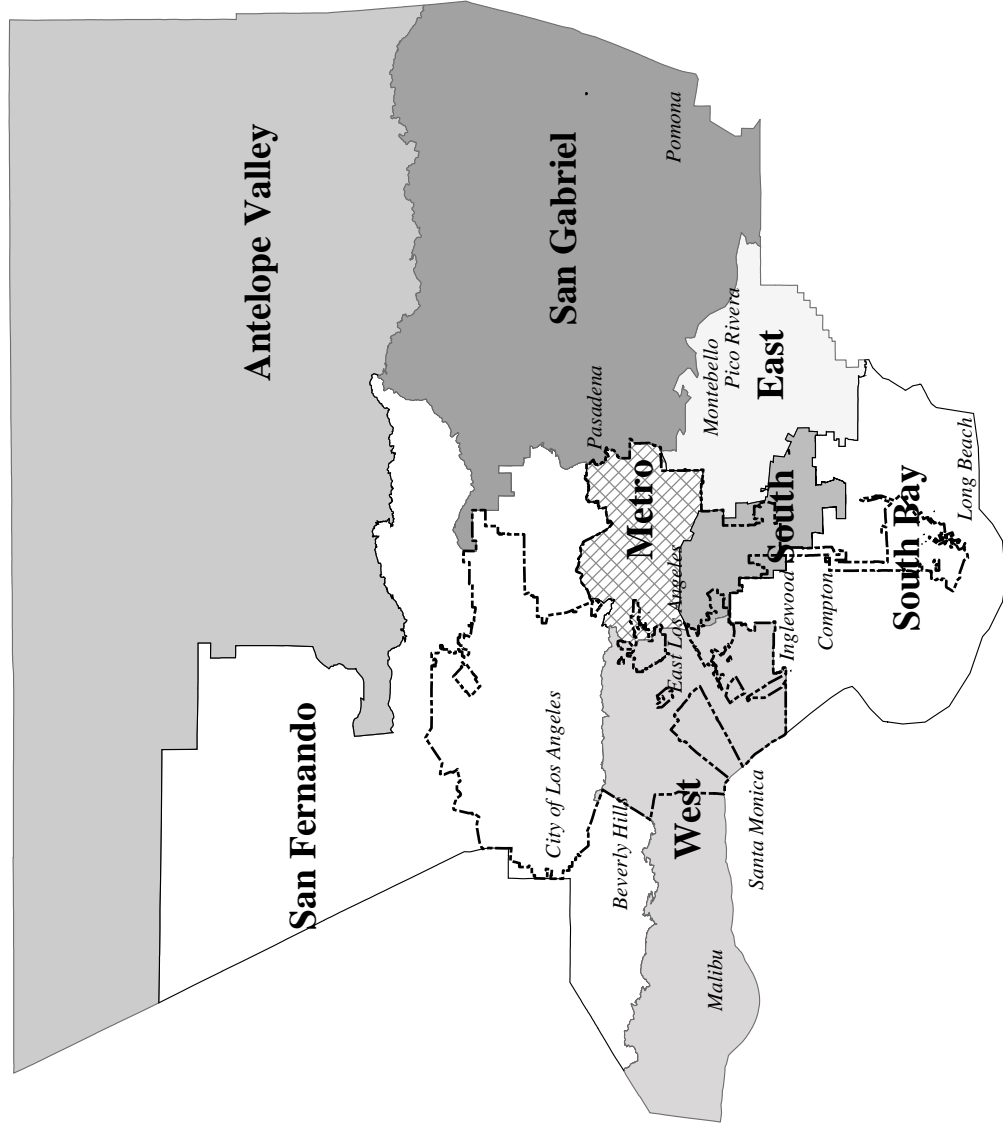 Antelope Valley
San Fernando
San Gabriel
Pomona
Pasadena
City of Los Angeles
Beverly Hills
Metro
East Los Angeles
Montebello
Pico Rivera
East
West
Malibu
Santa Monica
South
Inglewood
Compton
South Bay
Long Beach